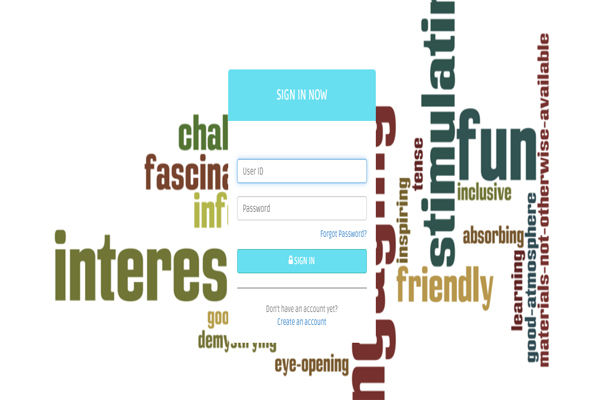 SIGN IN NOW
User ID
Password
Forgot Password?
SIGN IN
Don't have an account yet?
Create an account
chal
fascina
inf
interes
goo
demystifying
eye-opening
stimulatin
fun
tense
inclusive
inspiring
absorbing
friendly
learning
good-atmosphere
materials-not-otherwise-available